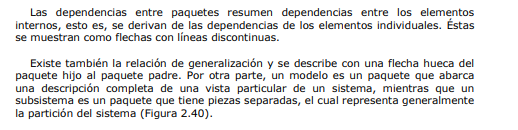 Las dependencias entre paquetes resumen dependencias entre los elementos
internos, esto es, se derivan de las dependencias de los elementos individuales. Éstas
se muestran como flechas con líneas discontinuas.
Existe también la relación de generalización y se describe con una flecha hueca del
paquete hijo al paquete padre. Por otra parte, un modelo es un paquete que abarca
una descripción completa de una vista particular de un sistema, mientras que un
subsistema es un paquete que tiene piezas separadas, el cual representa generalmente
la partición del sistema (Figura 2.40).